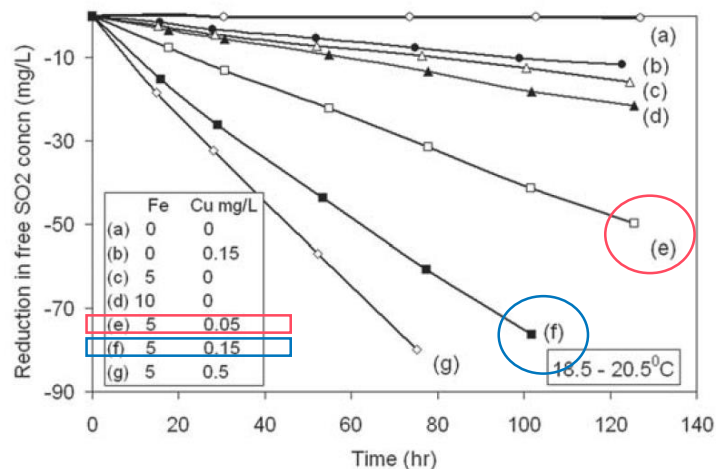 Reduction in free SO2 concn (mg/L)
-10
-30
-50
-70
-90
(a)
(b)
(c)
(d)
(e)
(f)
(g)
Fe Cu mg/L
(a) 0 0
(b) 0 0.15
(c) 5 0
(d) 10 0
(e) 5 0.05
(f) 5 0.15
(g) 5 0.5
18.5 - 20.5⁰C
0 20 40 60 80 100 120 140
Time (hr)